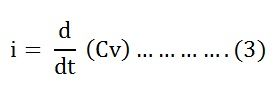 i = d/dt (Cv) … … … … . (3)